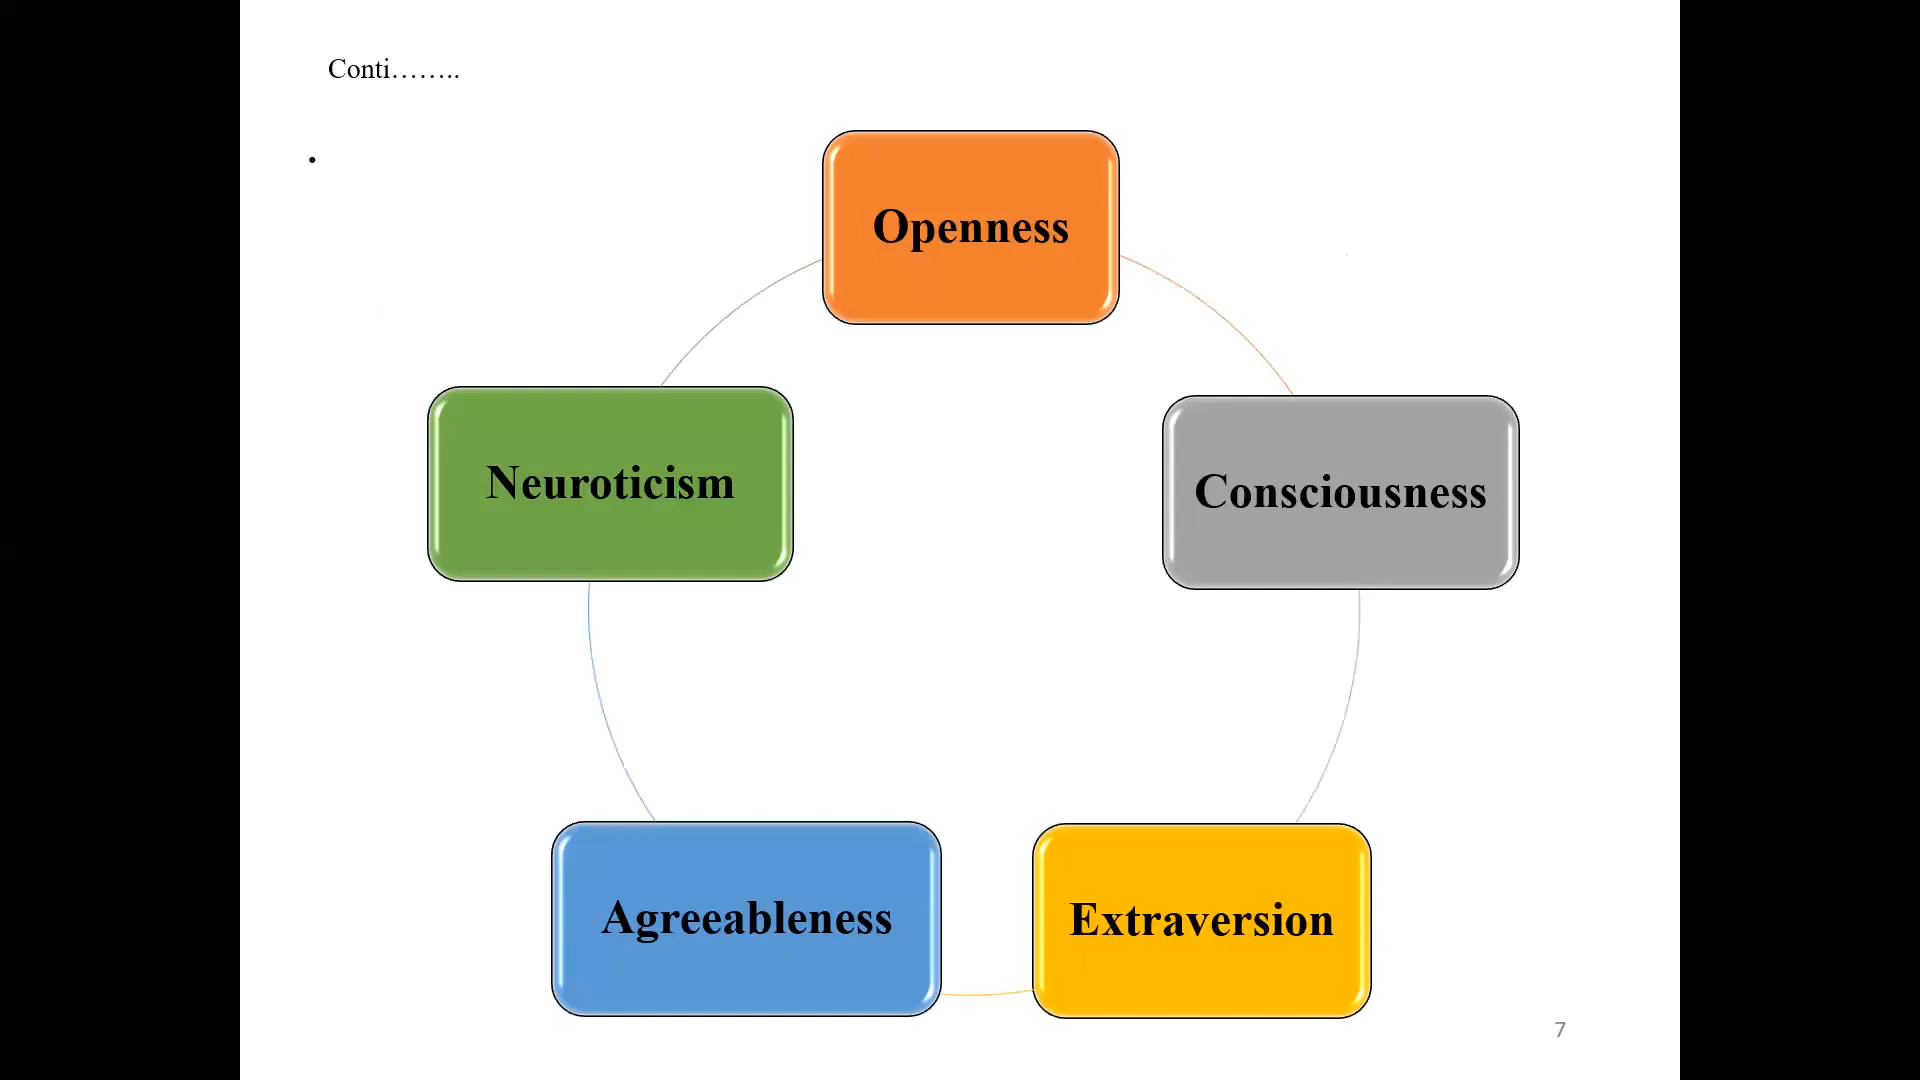 Conti……..
•
Openness
Neuroticism
Consciousness
Agreeableness
Extraversion
7